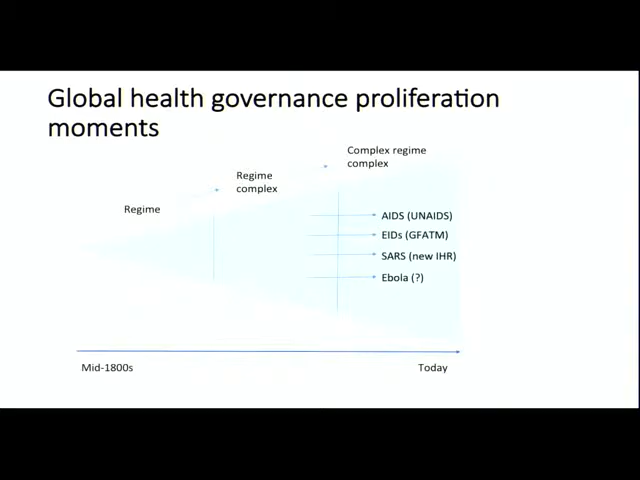 Global health governance proliferation
moments
Complex regime
complex
Regime
complex
Regime
AIDS (UNAIDS)
EIDs (GFATM)
SARS (new IHR)
Ebola (?)
Mid-1800s
Today